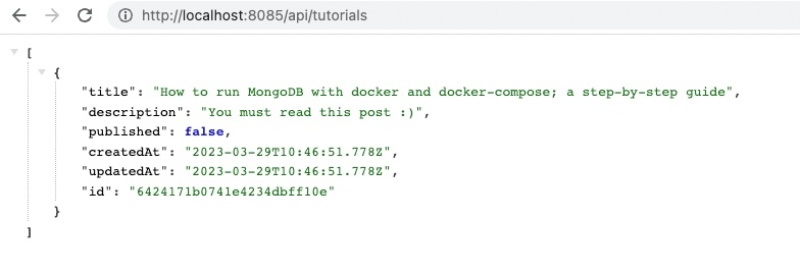 http://localhost:8085/api/tutorials
[
{
"title": "How to run MongoDB with docker and docker-compose; a step-by-step guide",
"description": "You must read this post :)",
"published": false,
"createdAt": "2023-03-29T10:46:51.778Z",
"updatedAt": "2023-03-29T10:46:51.778Z",
"id": "6424171b0741e4234dbff10e"
}
]